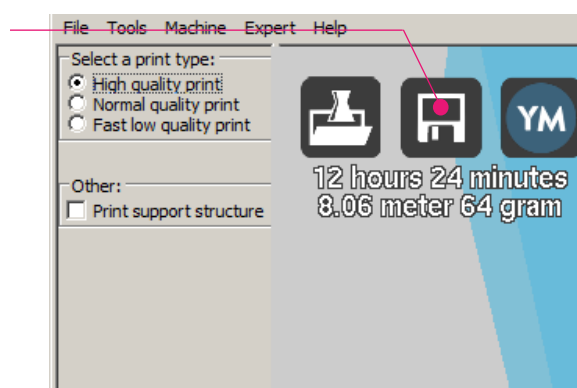 File Tools Machine Expert Help
Select a print type:
High quality print
Normal quality print
Fast low quality print
Other:
Print support structure
YM
12 hours 24 minutes
8.06 meter 64 gram